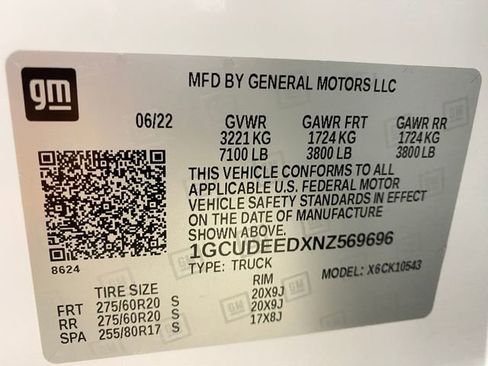 gm
MFD BY GENERAL MOTORS LLC
06/22 GVWR GAWR FRT GAWR RR
3221 KG 1724 KG 1724 KG
7100 LB 3800 LB 3800 LB
THIS VEHICLE CONFORMS TO ALL
APPLICABLE U.S. FEDERAL MOTOR
VEHICLE SAFETY STANDARDS IN EFFECT
ON THE DATE OF MANUFACTURE
SHOWN ABOVE.
1GCUDEEDXNZ569696
8624
TYPE: TRUCK MODEL: X6CK10543
TIRE SIZE RIM
FRT 275/60R20 S 20X9J
RR 275/60R20 S 20X9J
SPA 255/80R17 S 17X8J